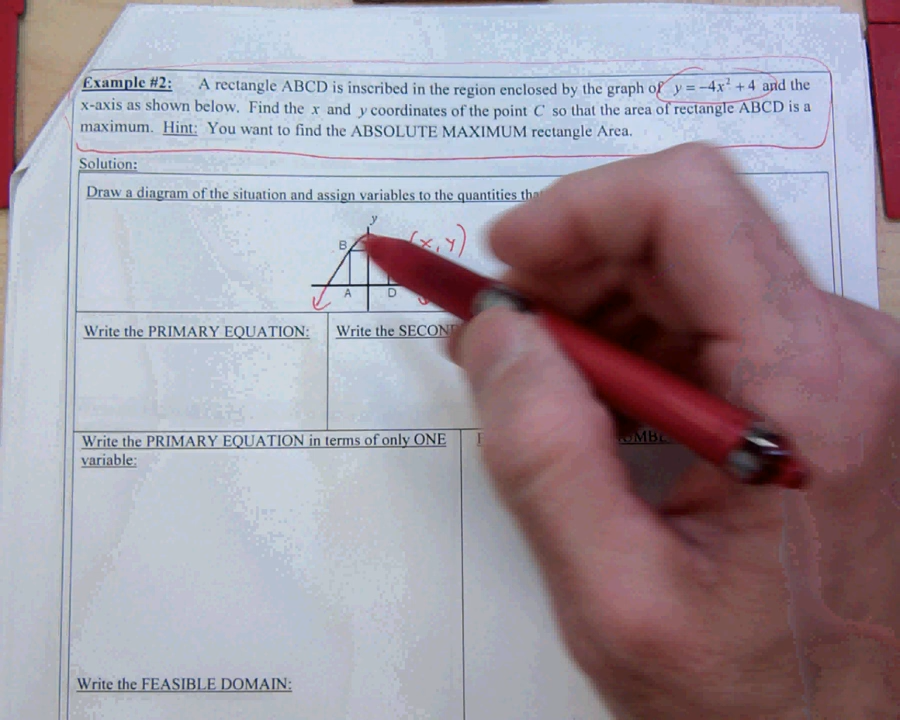 Example #2: A rectangle ABCD is inscribed in the region enclosed by the graph of y = -4x² + 4 and the
x-axis as shown below. Find the x and y coordinates of the point C so that the area of rectangle ABCD is a
maximum. Hint: You want to find the ABSOLUTE MAXIMUM rectangle Area.
Solution:
Draw a diagram of the situation and assign variables to the quantities
y
B (x, y)
A D
Write the PRIMARY EQUATION: Write the
Write the PRIMARY EQUATION in terms of only ONE
variable:
Write the FEASIBLE DOMAIN: